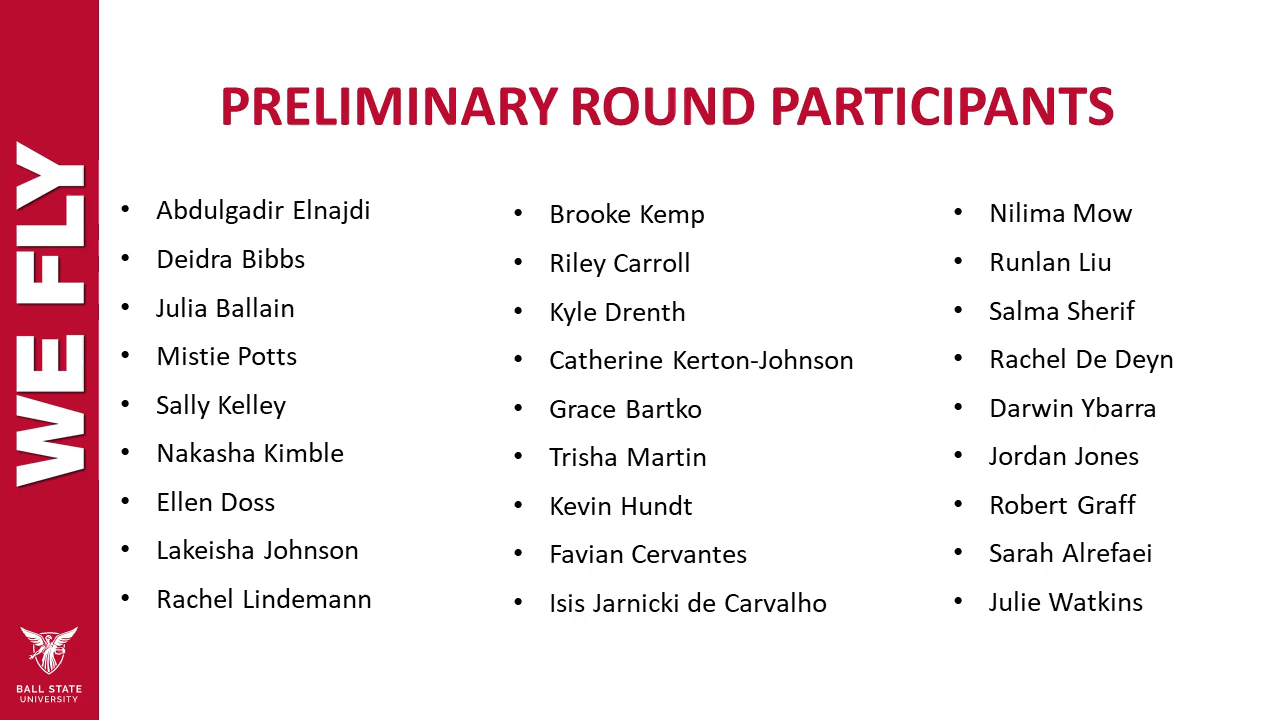 WE FLY
PRELIMINARY ROUND PARTICIPANTS
• Abdulgadir Elnajdi
• Deidra Bibbs
• Julia Ballain
• Mistie Potts
• Sally Kelley
• Nakasha Kimble
• Ellen Doss
• Lakeisha Johnson
• Rachel Lindemann
• Brooke Kemp
• Riley Carroll
• Kyle Drenth
• Catherine Kerton-Johnson
• Grace Bartko
• Trisha Martin
• Kevin Hundt
• Favian Cervantes
• Isis Jarnicki de Carvalho
• Nilima Mow
• Runlan Liu
• Salma Sherif
• Rachel De Deyn
• Darwin Ybarra
• Jordan Jones
• Robert Graff
• Sarah Alrefaei
• Julie Watkins
BALL STATE
UNIVERSITY